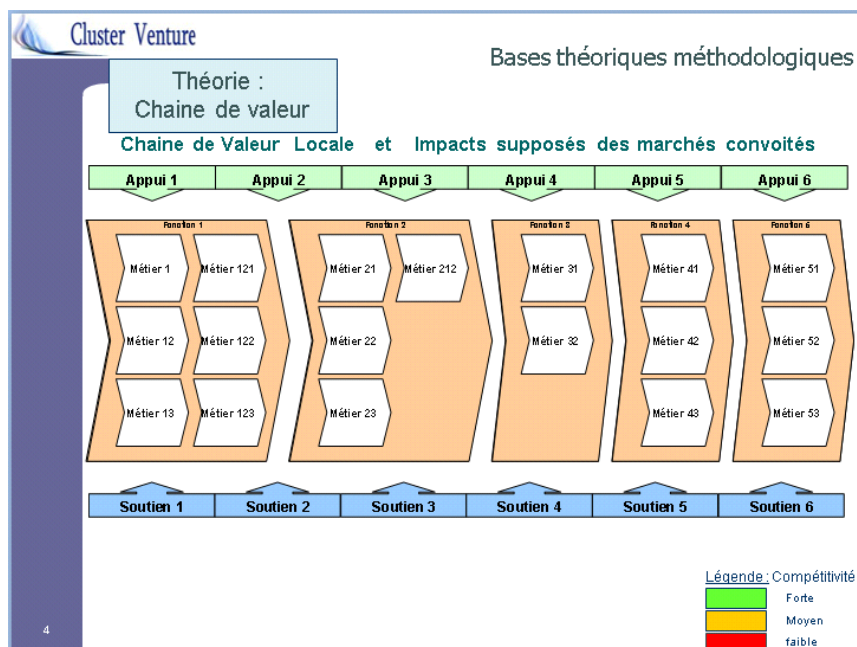 Cluster Venture
Bases théoriques méthodologiques
Théorie :
Chaine de valeur
Chaine de Valeur Locale et Impacts supposés des marchés convoités
Appui 1 Appui 2 Appui 3 Appui 4 Appui 5 Appui 6
Fonction 1 Fonction 2 Fonction 3 Fonction 4 Fonction 5
Métier 1 Métier 121 Métier 21 Métier 212 Métier 31 Métier 41 Métier 51
Métier 12 Métier 122 Métier 22 Métier 32 Métier 42 Métier 52
Métier 13 Métier 123 Métier 23 Métier 43 Métier 53
Soutien 1 Soutien 2 Soutien 3 Soutien 4 Soutien 5 Soutien 6
Légende : Compétitivité
Forte
Moyen
faible
4